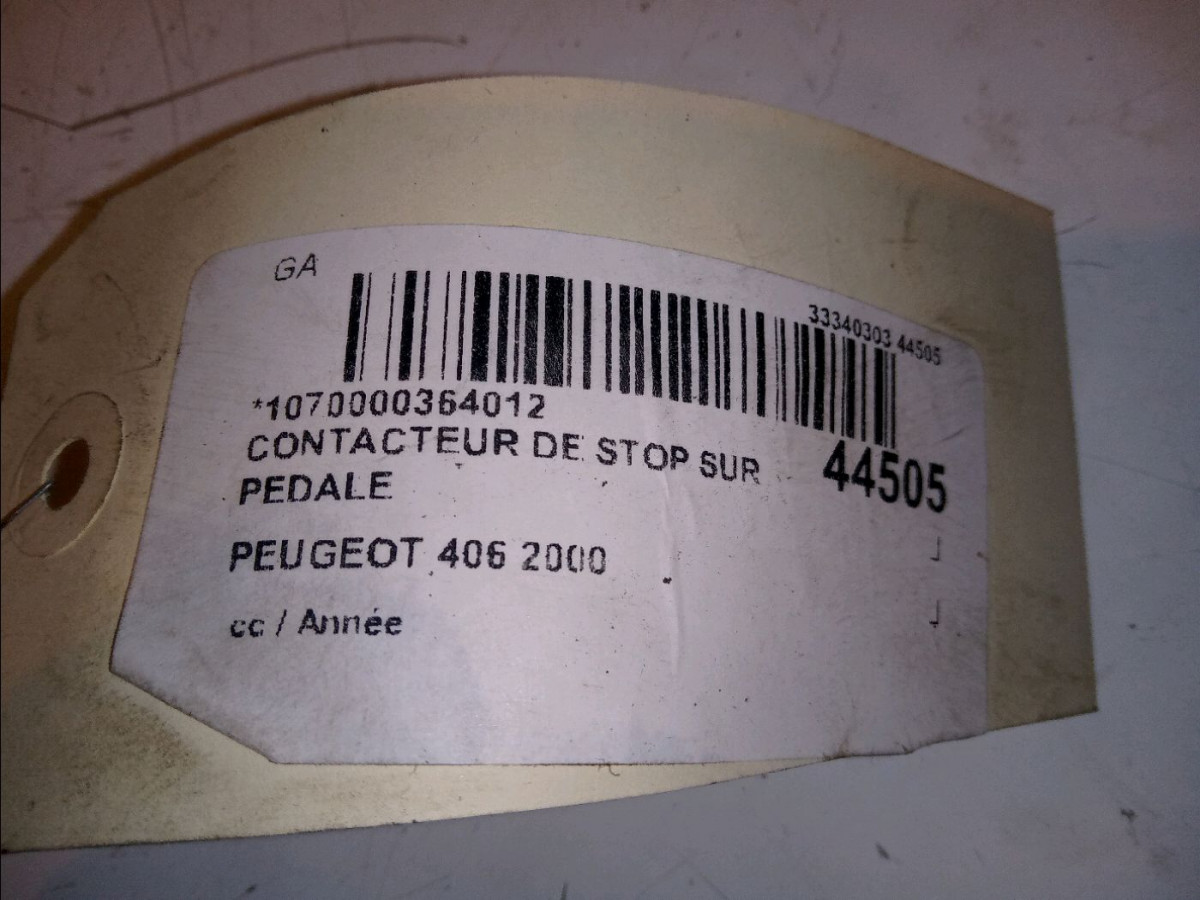 GA
33340303 44505
*1070000364012
CONTACTEUR DE STOP SUR
PEDALE
44505
PEUGEOT 406 2000
cc / Année